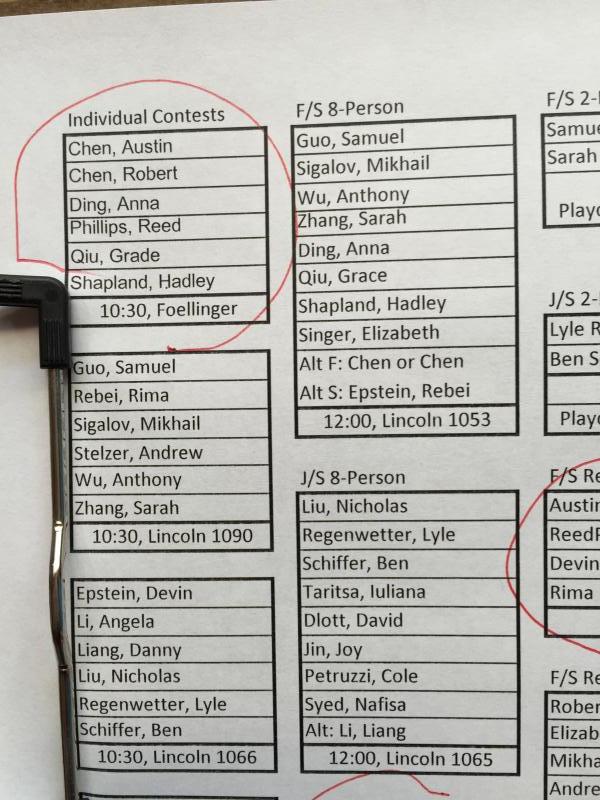 Individual Contests
Chen, Austin
Chen, Robert
Ding, Anna
Phillips, Reed
Qiu, Grade
Shapland, Hadley
10:30, Foellinger
Guo, Samuel
Rebei, Rima
Sigalov, Mikhail
Stelzer, Andrew
Wu, Anthony
Zhang, Sarah
10:30, Lincoln 1090
Epstein, Devin
Li, Angela
Liang, Danny
Liu, Nicholas
Regenwetter, Lyle
Schiffer, Ben
10:30, Lincoln 1066
F/S 8-Person
Guo, Samuel
Sigalov, Mikhail
Wu, Anthony
Zhang, Sarah
Ding, Anna
Qiu, Grace
Shapland, Hadley
Singer, Elizabeth
Alt F: Chen or Chen
Alt S: Epstein, Rebei
12:00, Lincoln 1053
J/S 8-Person
Liu, Nicholas
Regenwetter, Lyle
Schiffer, Ben
Taritsa, Iuliana
Dlott, David
Jin, Joy
Petruzzi, Cole
Syed, Nafisa
Alt: Li, Liang
12:00, Lincoln 1065
F/S 2-
Samue
Sarah
Playo
J/S 2-
Lyle R
Ben S
Playo
F/S Re
Austin
ReedP
Devin
Rima
F/S Re
Rober
Elizab
Mikha
Andre